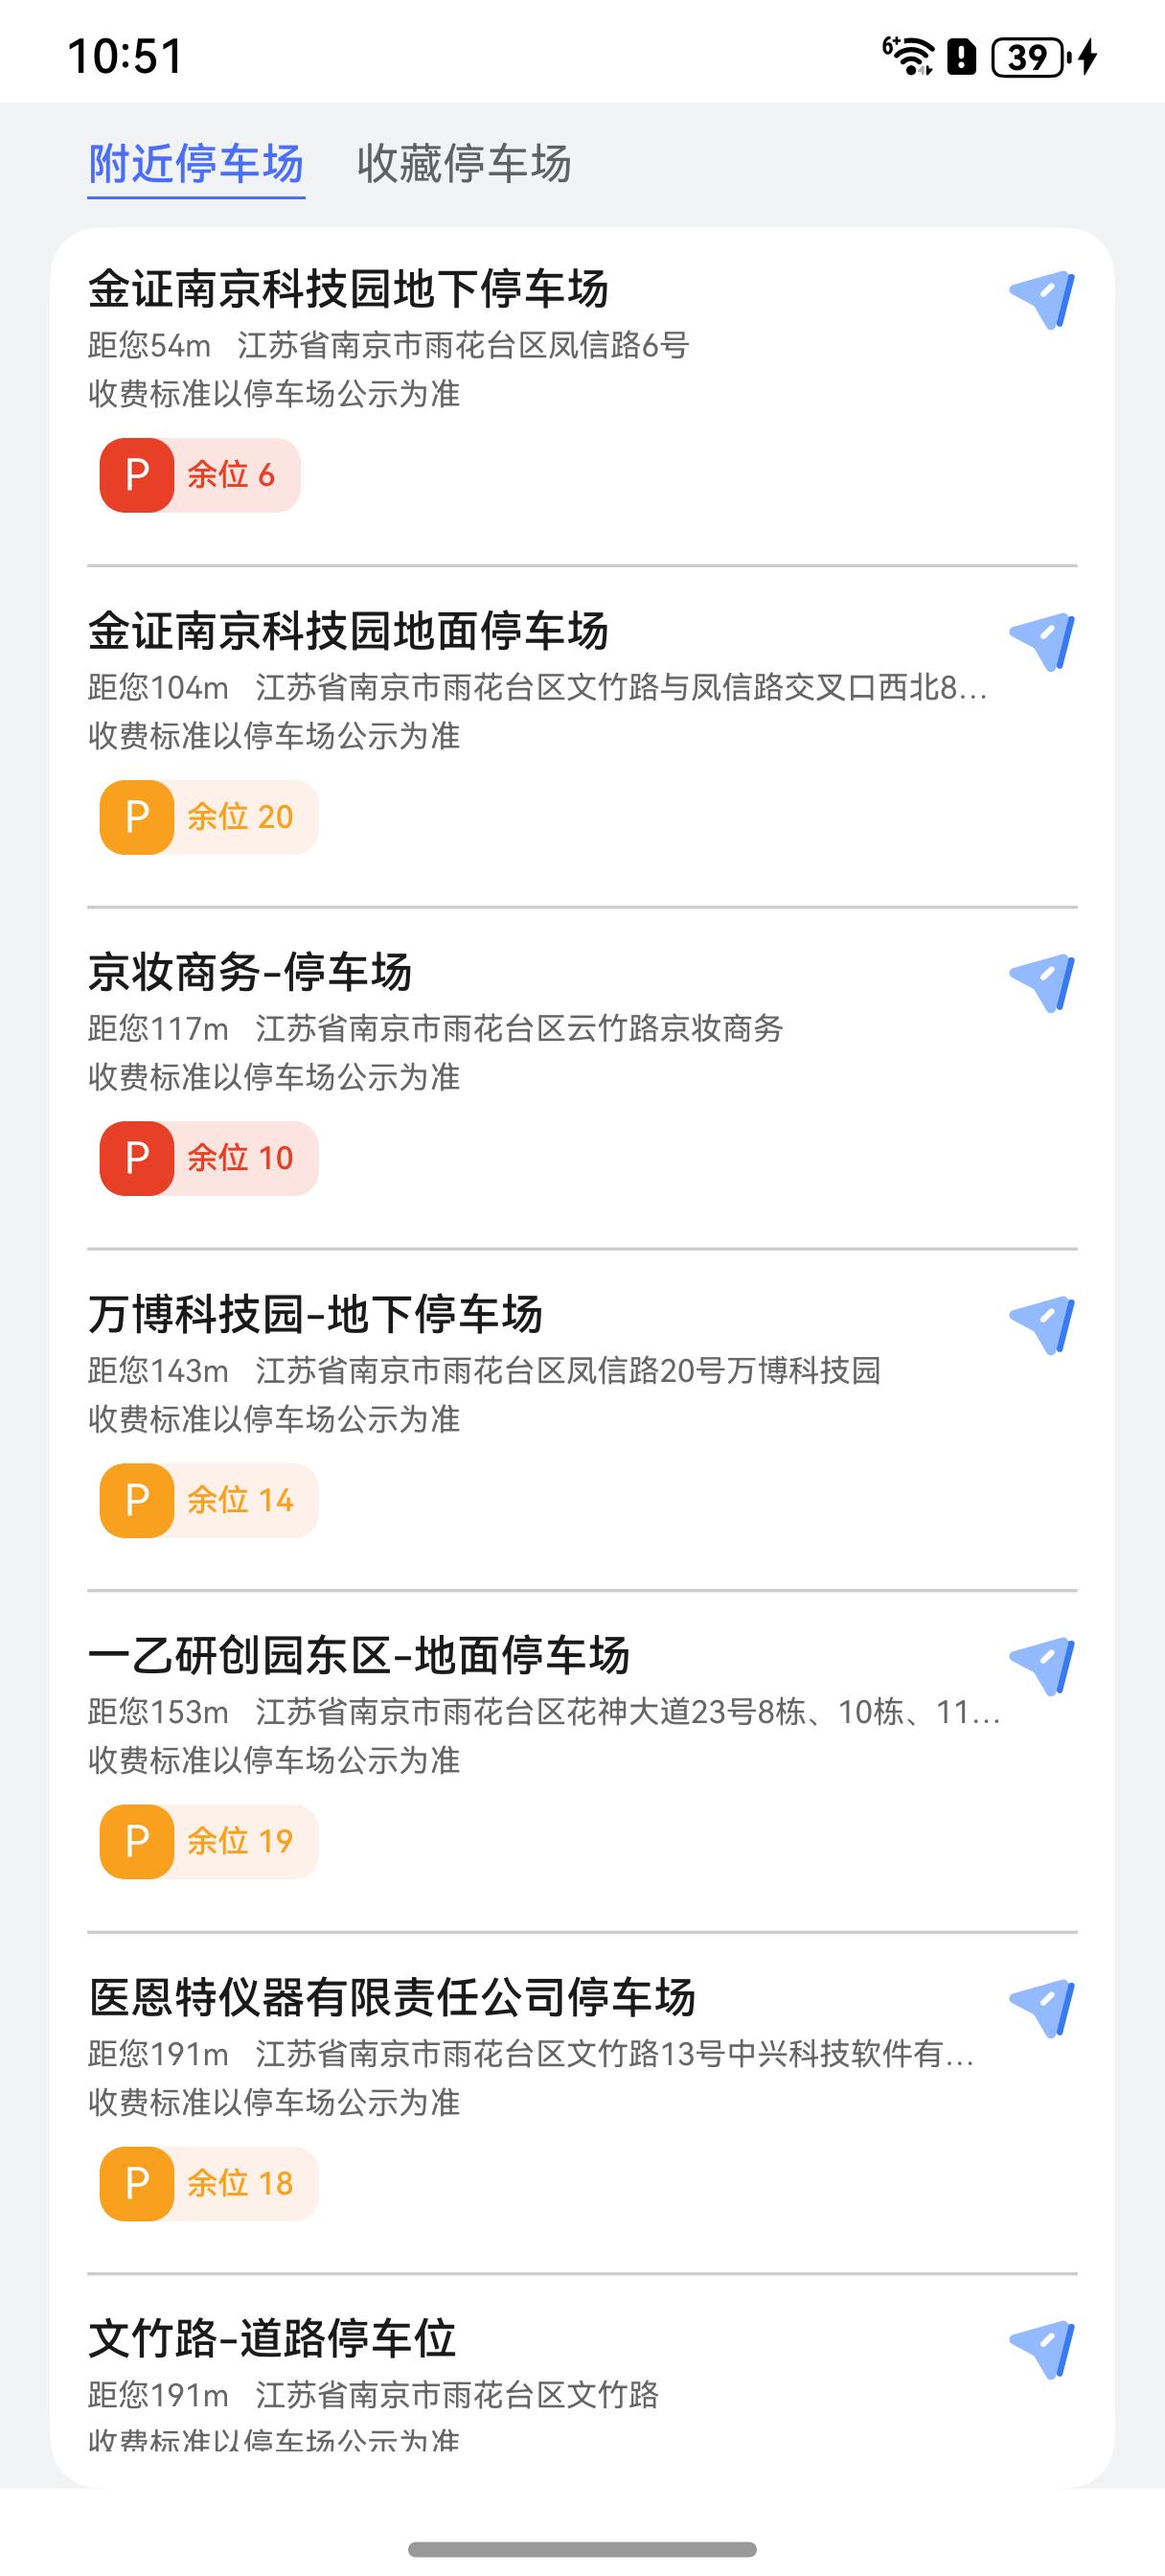 10:51
6+
39
附近停车场 收藏停车场
金证南京科技园地下停车场
距您54m 江苏省南京市雨花台区凤信路6号
收费标准以停车场公示为准
P 余位 6
金证南京科技园地面停车场
距您104m 江苏省南京市雨花台区文竹路与凤信路交叉口西北8...
收费标准以停车场公示为准
P 余位 20
京妆商务-停车场
距您117m 江苏省南京市雨花台区云竹路京妆商务
收费标准以停车场公示为准
P 余位 10
万博科技园-地下停车场
距您143m 江苏省南京市雨花台区凤信路20号万博科技园
收费标准以停车场公示为准
P 余位 14
一乙研创园东区-地面停车场
距您153m 江苏省南京市雨花台区花神大道23号8栋、10栋、11...
收费标准以停车场公示为准
P 余位 19
医恩特仪器有限责任公司停车场
距您191m 江苏省南京市雨花台区文竹路13号中兴科技软件有...
收费标准以停车场公示为准
P 余位 18
文竹路-道路停车位
距您191m 江苏省南京市雨花台区文竹路
收费标准以停车场公示为准